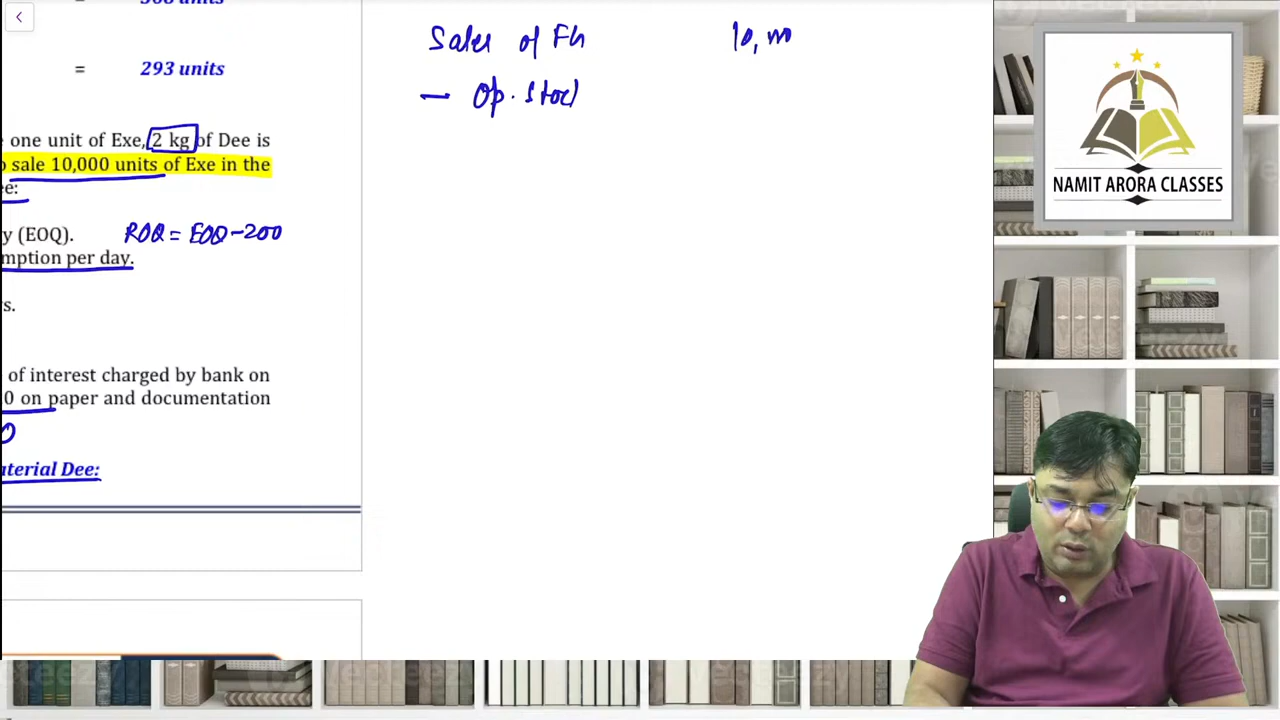 = 293 units
one unit of Exe, 2 kg of Dee is
sale 10,000 units of Exe in the
ee:
y (EOQ). ROQ = EOQ-200
mption per day.
s.
of interest charged by bank on
0 on paper and documentation
0
aterial Dee:
Sales of FG 10,000
— Op. Stock
NAMIT ARORA CLASSES